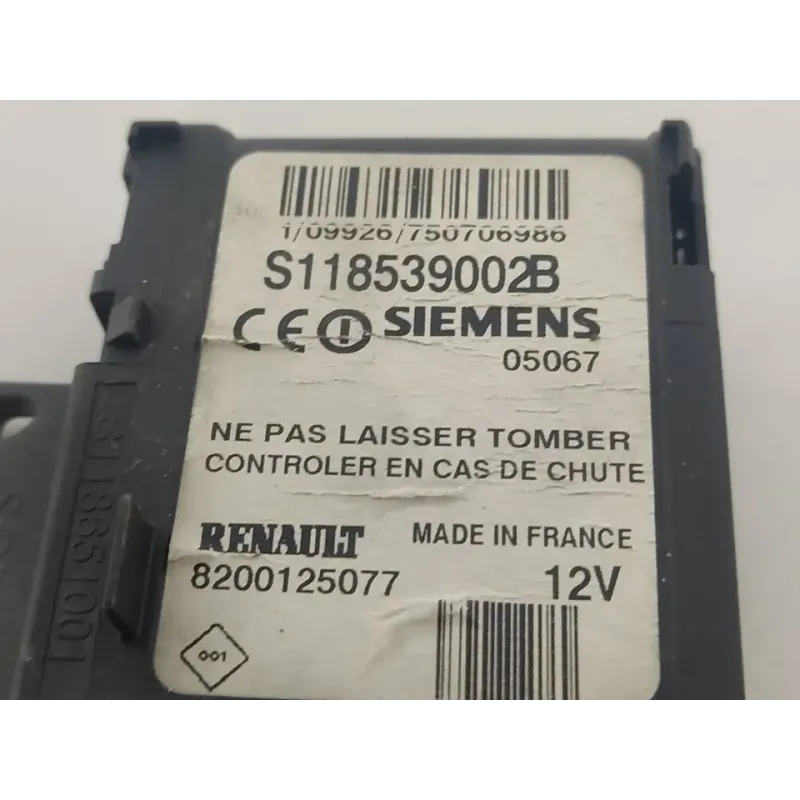 1/09926/750706986
S118539002B
CE SIEMENS
05067
NE PAS LAISSER TOMBER
CONTROLER EN CAS DE CHUTE
RENAULT MADE IN FRANCE
8200125077 12V
001